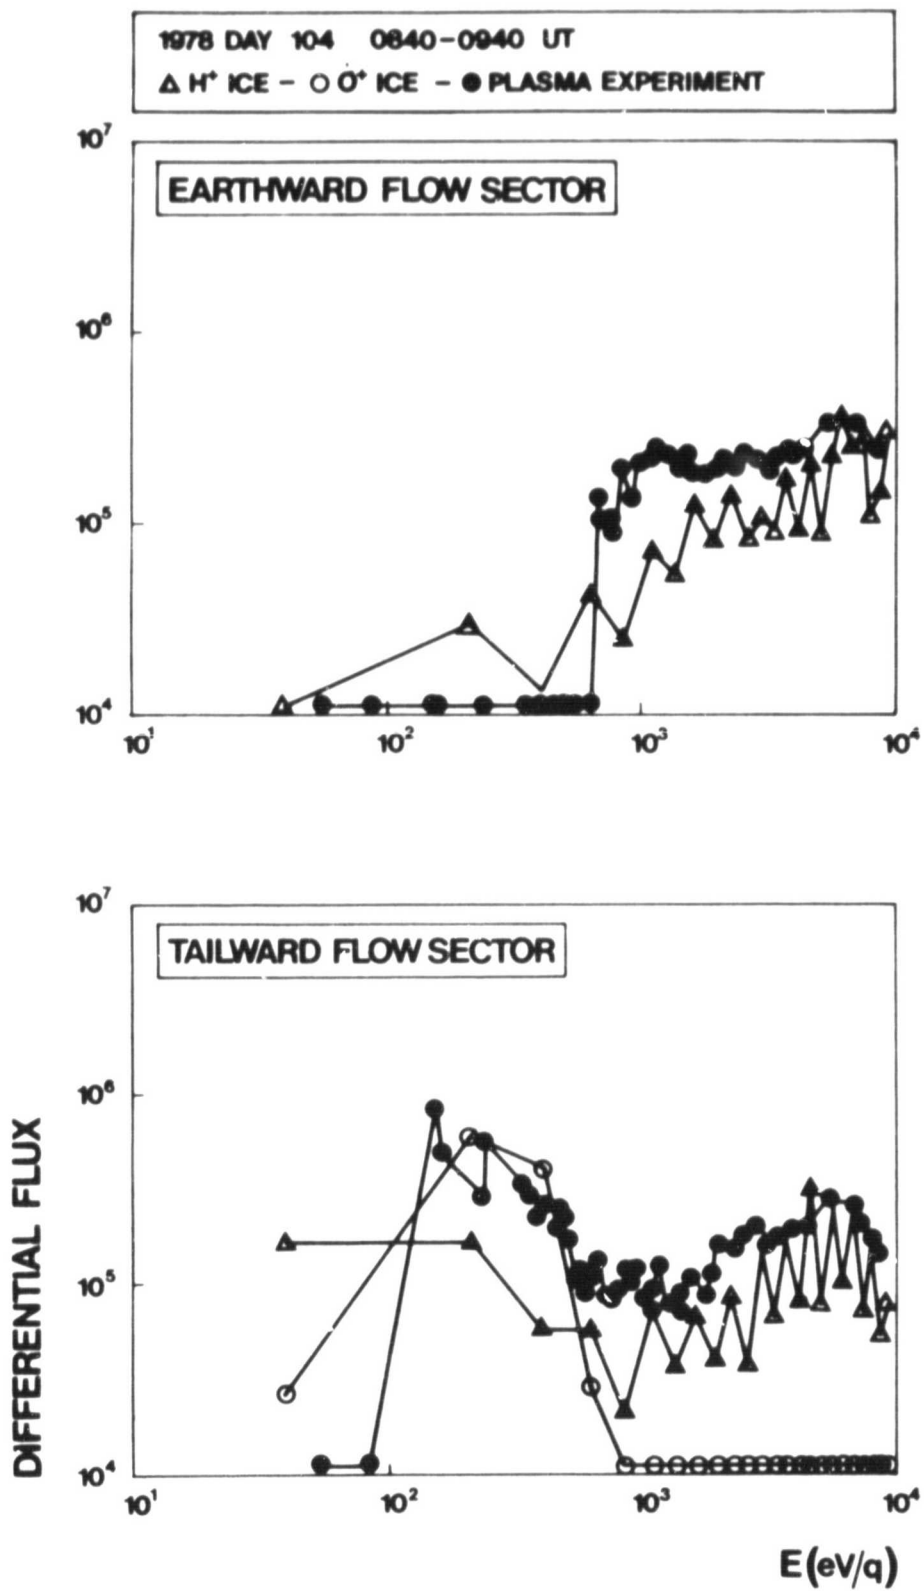 1978 DAY 104 0840-0940 UT
△ H⁺ ICE - ○ O⁺ ICE - ● PLASMA EXPERIMENT
10⁷
EARTHWARD FLOW SECTOR
10⁶
10⁵
10⁴
10¹ 10² 10³ 10⁴
10⁷
TAILWARD FLOW SECTOR
10⁶
10⁵
10⁴
10¹ 10² 10³ 10⁴
DIFFERENTIAL FLUX
E(eV/q)